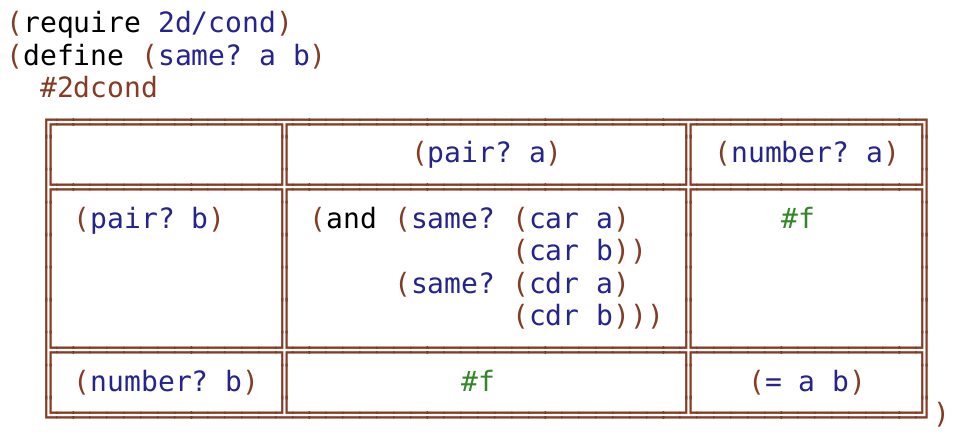 (require 2d/cond)
(define (same? a b)
#2dcond
(pair? a) (number? a)
(pair? b) (and (same? (car a) #f
(car b))
(same? (cdr a)
(cdr b)))
(number? b) #f (= a b)
)